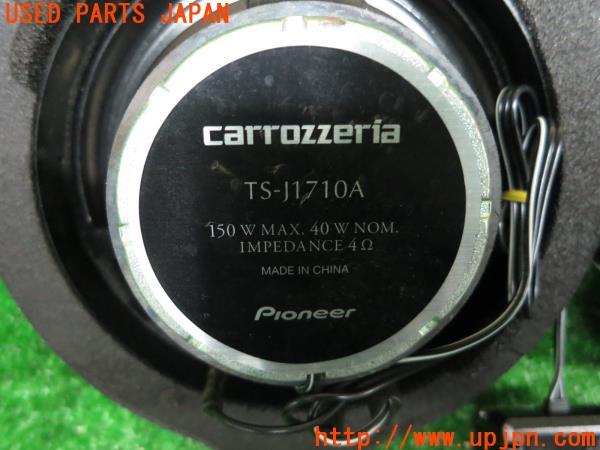 USED PARTS JAPAN
carrozzeria
TS-J1710A
150 W MAX. 40 W NOM.
IMPEDANCE 4 Ω
MADE IN CHINA
Pioneer
http://www.upjpn.com